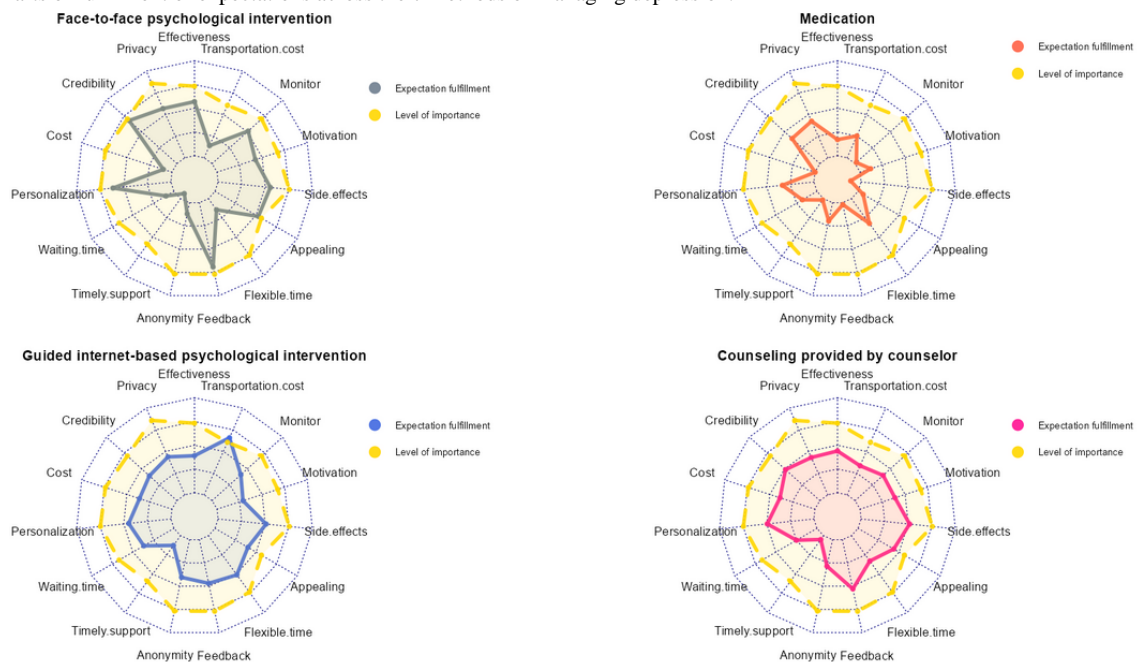 Face-to-face psychological intervention
Effectiveness
Privacy
Transportation.cost
Credibility
Monitor
Cost
Motivation
Personalization
Side.effects
Waiting.time
Appealing
Timely.support
Flexible.time
Anonymity
Feedback
Expectation fulfillment
Level of importance
Medication
Effectiveness
Privacy
Transportation.cost
Credibility
Monitor
Cost
Motivation
Personalization
Side.effects
Waiting.time
Appealing
Timely.support
Flexible.time
Anonymity
Feedback
Expectation fulfillment
Level of importance
Guided internet-based psychological intervention
Effectiveness
Privacy
Transportation.cost
Credibility
Monitor
Cost
Motivation
Personalization
Side.effects
Waiting.time
Appealing
Timely.support
Flexible.time
Anonymity
Feedback
Expectation fulfillment
Level of importance
Counseling provided by counselor
Effectiveness
Privacy
Transportation.cost
Credibility
Monitor
Cost
Motivation
Personalization
Side.effects
Waiting.time
Appealing
Timely.support
Flexible.time
Anonymity
Feedback
Expectation fulfillment
Level of importance